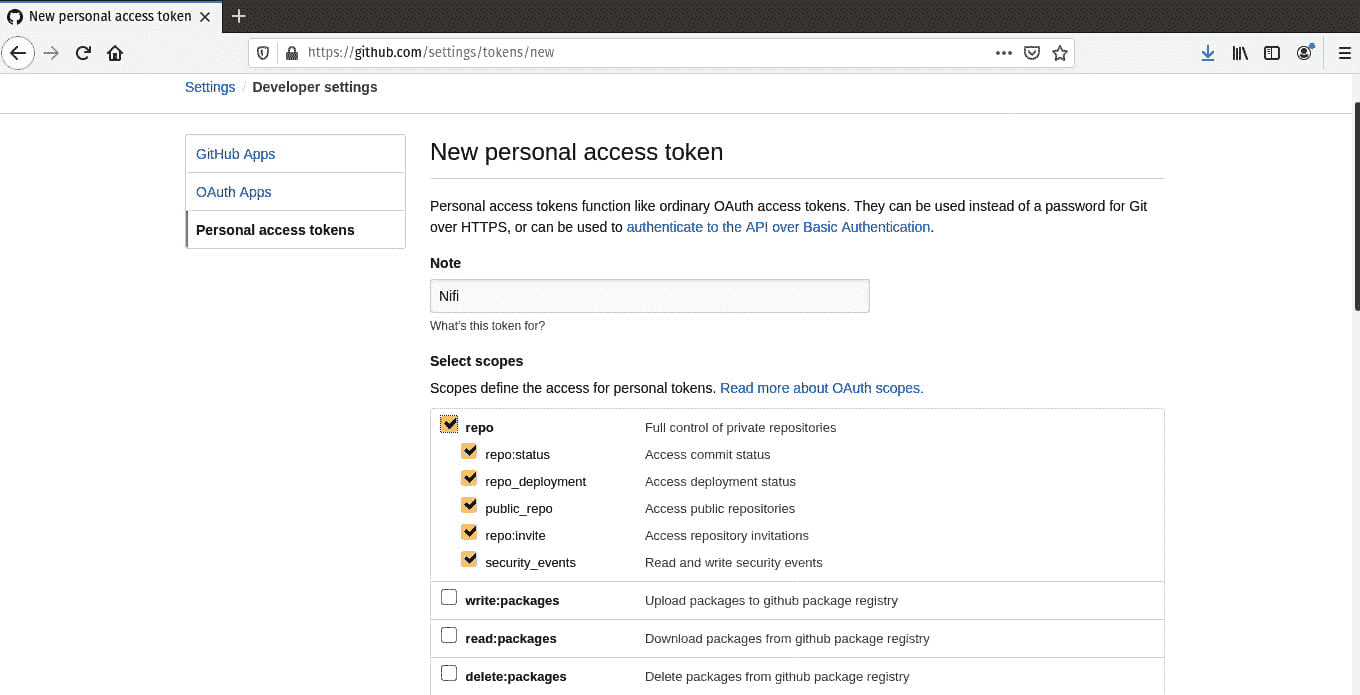 New personal access token
https://github.com/settings/tokens/new
Settings / Developer settings
GitHub Apps
OAuth Apps
Personal access tokens
New personal access token
Personal access tokens function like ordinary OAuth access tokens. They can be used instead of a password for Git
over HTTPS, or can be used to authenticate to the API over Basic Authentication.
Note
Nifi
What's this token for?
Select scopes
Scopes define the access for personal tokens. Read more about OAuth scopes.
repo Full control of private repositories
repo:status Access commit status
repo_deployment Access deployment status
public_repo Access public repositories
repo:invite Access repository invitations
security_events Read and write security events
write:packages Upload packages to github package registry
read:packages Download packages from github package registry
delete:packages Delete packages from github package registry